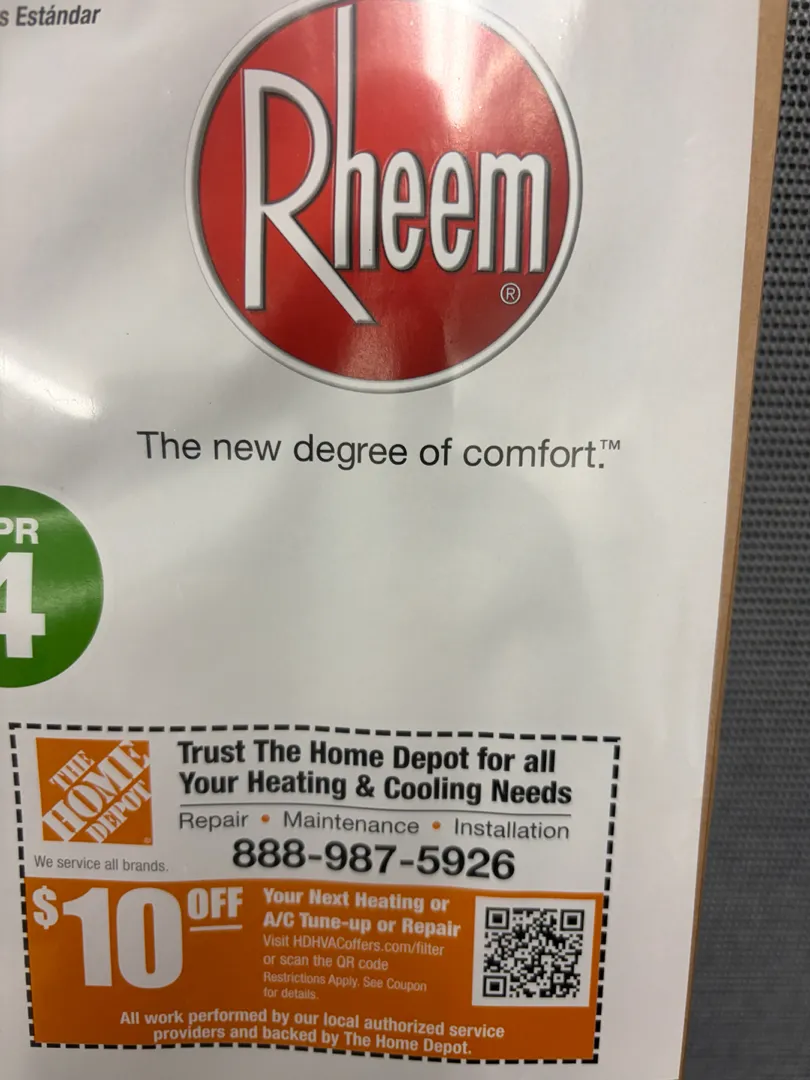 s Estándar
Rheem
®
The new degree of comfort.™
PR
4
THE
HOME
DEPOT
Trust The Home Depot for all
Your Heating & Cooling Needs
Repair • Maintenance • Installation
We service all brands.
888-987-5926
$10 OFF
Your Next Heating or
A/C Tune-up or Repair
Visit HDHVACoffers.com/filter
or scan the QR code
Restrictions Apply. See Coupon
for details.
All work performed by our local authorized service
providers and backed by The Home Depot.